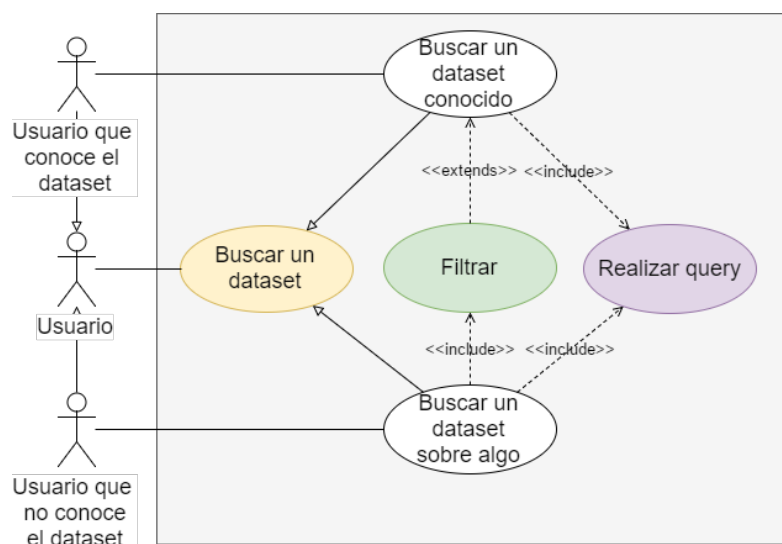 Buscar un
dataset
conocido
Usuario que
conoce el
dataset
<<extends>>
<<include>>
Buscar un
dataset
Filtrar
Realizar query
Usuario
<<include>>
<<include>>
Buscar un
dataset
sobre algo
Usuario que
no conoce
el dataset